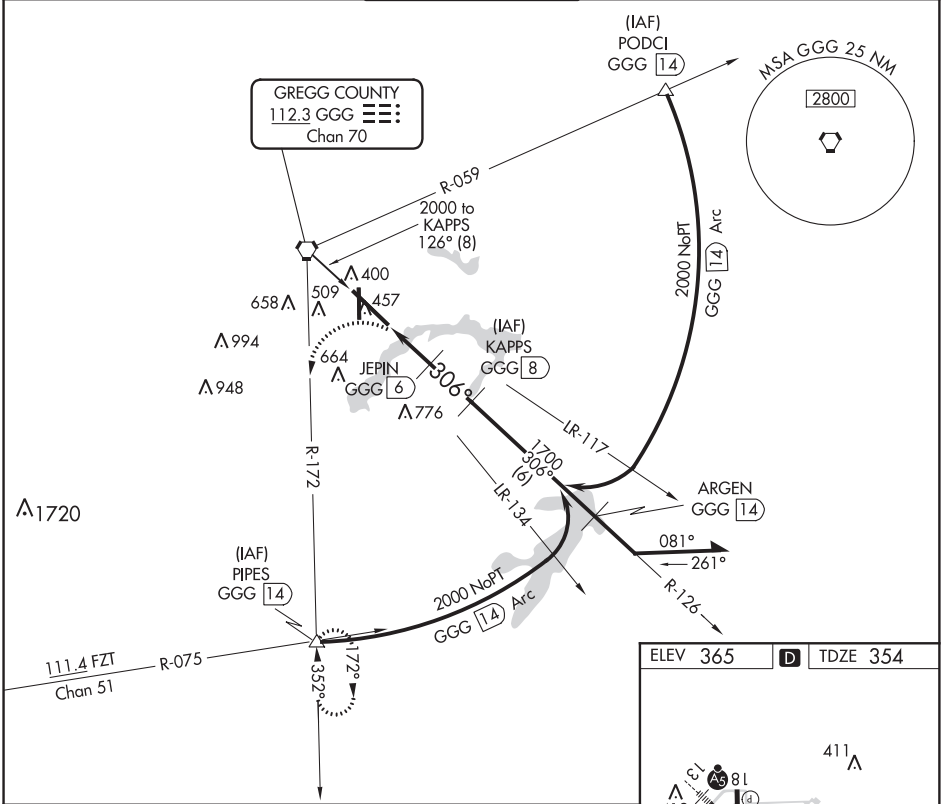 (IAF)
PODCI
GGG 14
MSA GGG 25 NM
2800
GREGG COUNTY
112.3 GGG
Chan 70
R-059
2000 to
KAPPS
126° (8)
2000 NoPT
GGG 14 Arc
400
509
658
457
994
664
948
JEPIN
GGG 6
776
306°
(IAF)
KAPPS
GGG 8
LR-117
1700
306°
(6)
LR-134
ARGEN
GGG 14
081°
261°
R-126
R-172
1720
(IAF)
PIPES
GGG 14
2000 NoPT
GGG 14 Arc
111.4 FZT
Chan 51
R-075
172°
352°
ELEV 365 D TDZE 354
411
13
A5
18
P